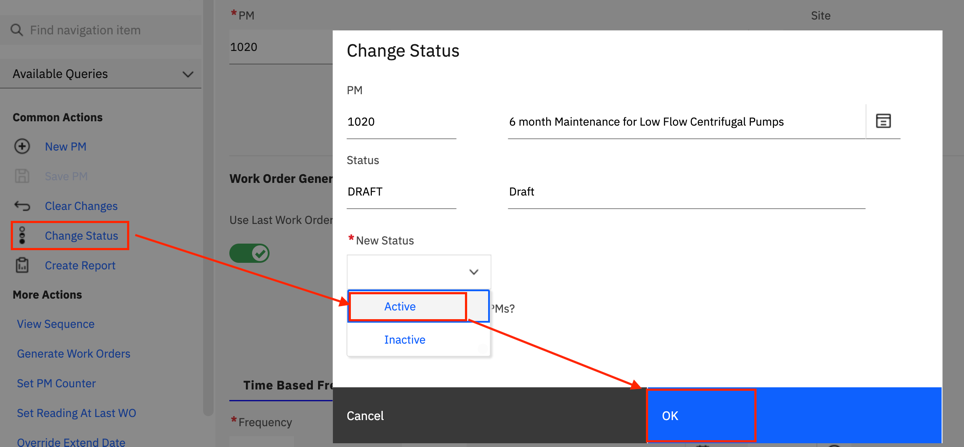 *PM
Site
Find navigation item
1020
Available Queries
Common Actions
New PM
Save PM
Clear Changes
Change Status
Create Report
More Actions
View Sequence
Generate Work Orders
Set PM Counter
Set Reading At Last WO
Override Extend Date
Work Order Gener
Use Last Work Order
Time Based Fre
*Frequency
Change Status
PM
1020
6 month Maintenance for Low Flow Centrifugal Pumps
Status
DRAFT
Draft
*New Status
Active
PMs?
Inactive
Cancel
OK